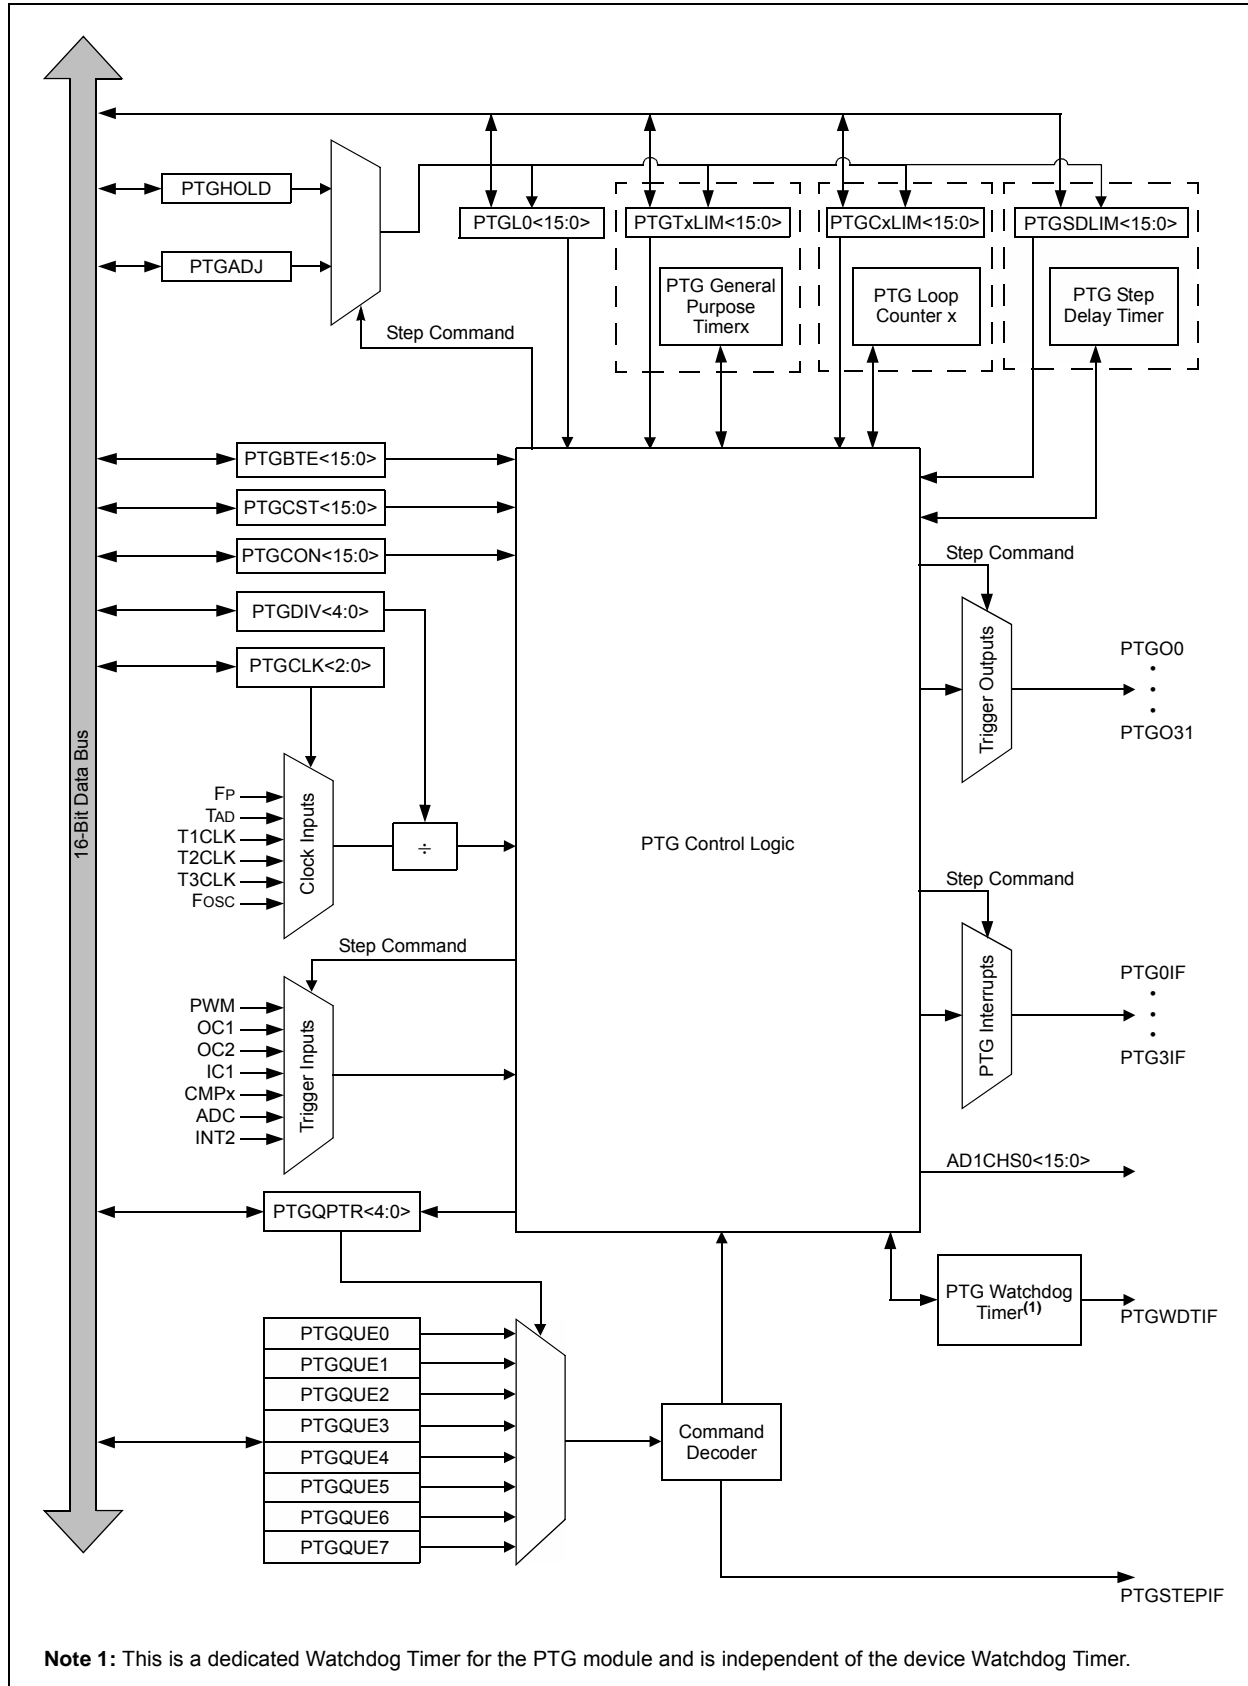 PTGHOLD
PTGADJ
PTGL0<15:0>
PTGTxLIM<15:0>
PTGCxLIM<15:0>
PTGSDLIM<15:0>
PTG General
Purpose
Timerx
PTG Loop
Counter x
PTG Step
Delay Timer
Step Command
PTGBTE<15:0>
PTGCST<15:0>
PTGCON<15:0>
PTGDIV<4:0>
PTGCLK<2:0>
16-Bit Data Bus
FP
TAD
T1CLK
T2CLK
T3CLK
FOSC
Clock Inputs
÷
PTG Control Logic
Step Command
Trigger Outputs
PTGO0
•
•
•
PTGO31
Step Command
PTG Interrupts
PTG0IF
•
•
•
PTG3IF
Step Command
PWM
OC1
OC2
IC1
CMPx
ADC
INT2
Trigger Inputs
AD1CHS0<15:0>
PTGQPTR<4:0>
PTG Watchdog
Timer(1)
PTGWDTIF
PTGQUE0
PTGQUE1
PTGQUE2
PTGQUE3
PTGQUE4
PTGQUE5
PTGQUE6
PTGQUE7
Command
Decoder
PTGSTEPIF
Note 1: This is a dedicated Watchdog Timer for the PTG module and is independent of the device Watchdog Timer.